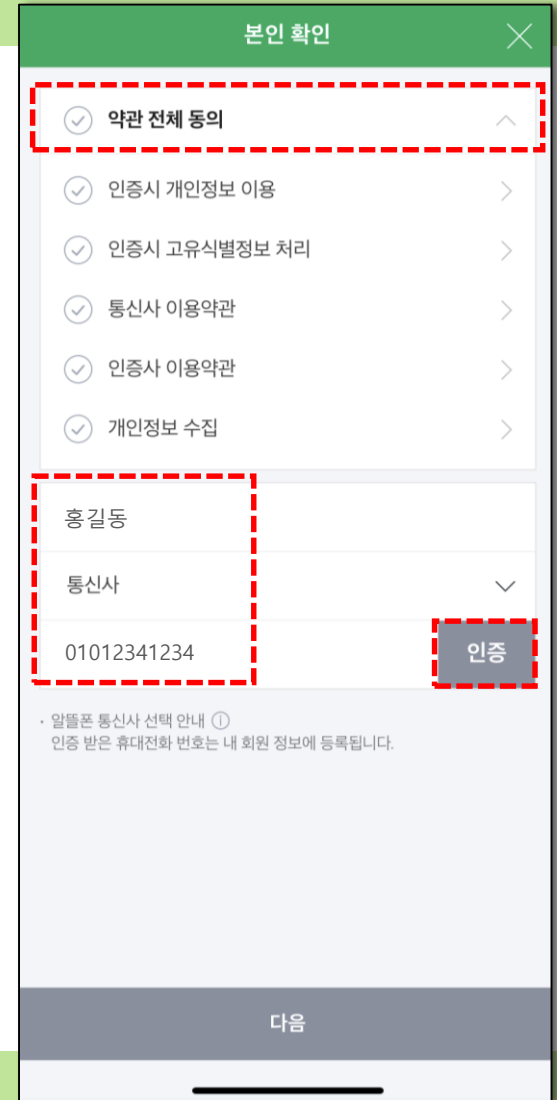 본인 확인
약관 전체 동의
인증시 개인정보 이용
인증시 고유식별정보 처리
통신사 이용약관
인증사 이용약관
개인정보 수집
홍길동
통신사
01012341234 인증
· 알뜰폰 통신사 선택 안내 ⓘ
인증 받은 휴대전화 번호는 내 회원 정보에 등록됩니다.
다음